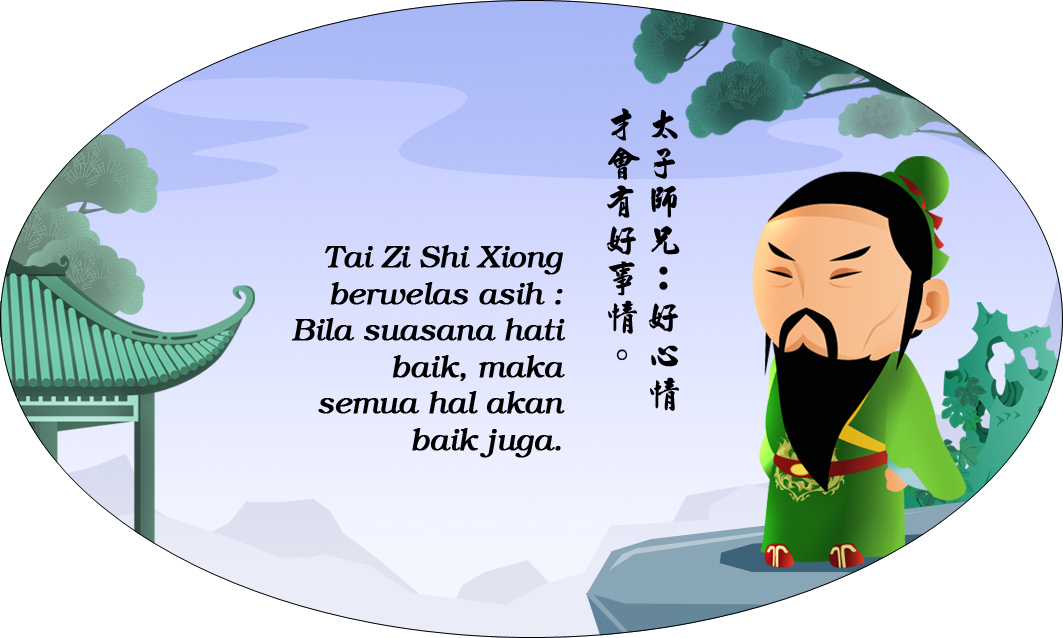 太子師兄：好心情
才會有好事情。
Tai Zi Shi Xiong
berwelas asih :
Bila suasana hati
baik, maka
semua hal akan
baik juga.